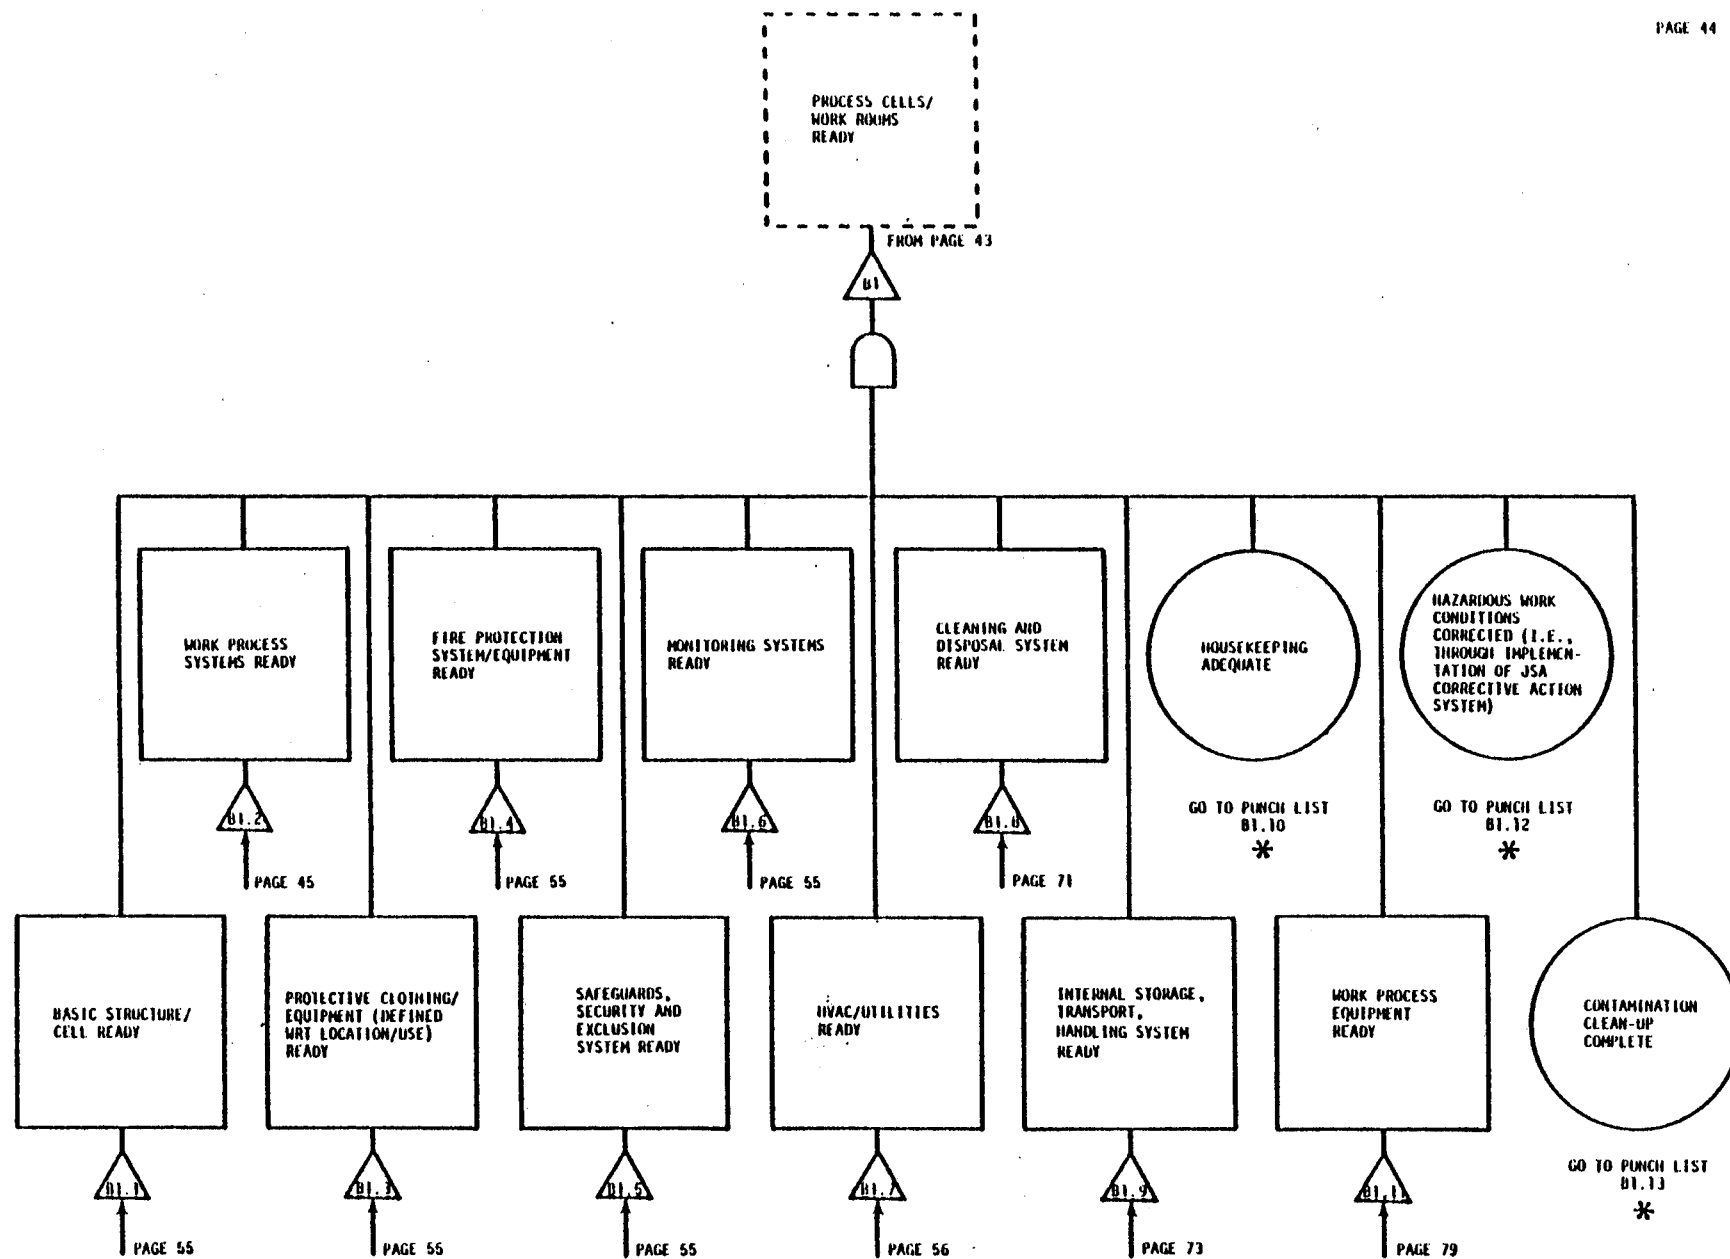 PAGE 44
PROCESS CELLS/
WORK ROOMS
READY
FROM PAGE 43
B1
WORK PROCESS
SYSTEMS READY
B1.2
PAGE 45
FIRE PROTECTION
SYSTEM/EQUIPMENT
READY
B1.4
PAGE 55
MONITORING SYSTEMS
READY
B1.6
PAGE 55
CLEANING AND
DISPOSAL SYSTEM
READY
B1.8
PAGE 71
HOUSEKEEPING
ADEQUATE
GO TO PUNCH LIST
B1.10
*
HAZARDOUS WORK
CONDITIONS
CORRECTED (I.E.,
THROUGH IMPLEMEN-
TATION OF JSA
CORRECTIVE ACTION
SYSTEM)
GO TO PUNCH LIST
B1.12
*
BASIC STRUCTURE/
CELL READY
B1.1
PAGE 55
PROTECTIVE CLOTHING/
EQUIPMENT (DEFINED
WRT LOCATION/USE)
READY
B1.3
PAGE 55
SAFEGUARDS,
SECURITY AND
EXCLUSION
SYSTEM READY
B1.5
PAGE 55
HVAC/UTILITIES
READY
B1.7
PAGE 56
INTERNAL STORAGE,
TRANSPORT,
HANDLING SYSTEM
READY
B1.9
PAGE 73
WORK PROCESS
EQUIPMENT
READY
B1.11
PAGE 79
CONTAMINATION
CLEAN-UP
COMPLETE
GO TO PUNCH LIST
B1.13
*